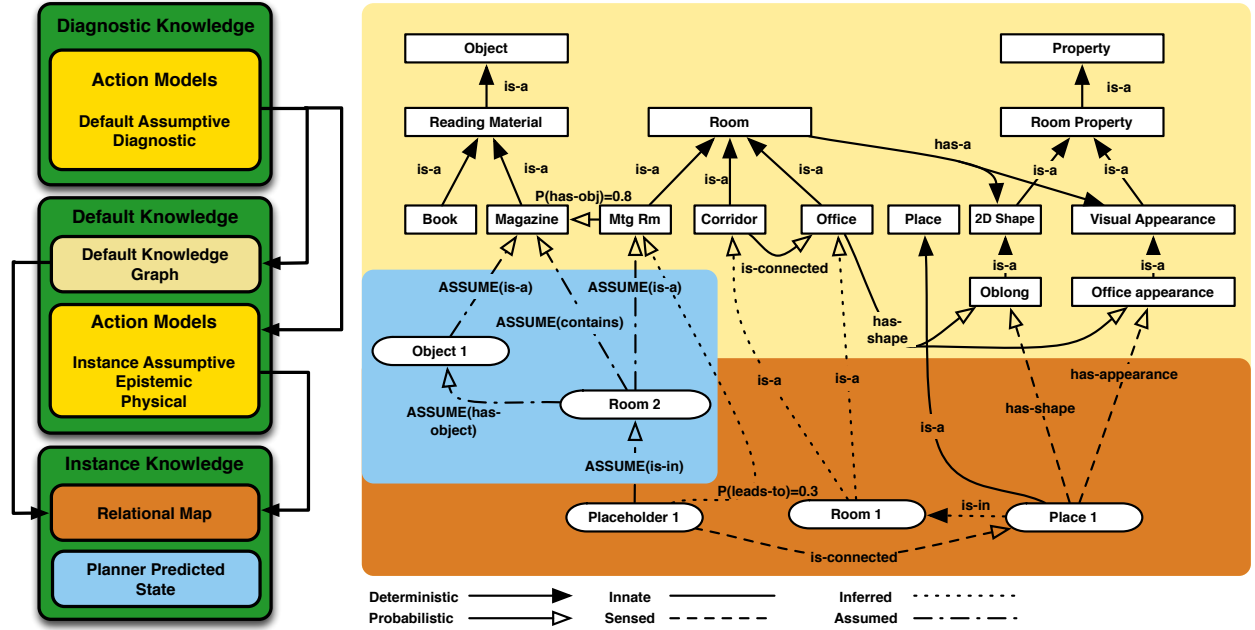 Diagnostic Knowledge
Action Models
Default Assumptive
Diagnostic
Default Knowledge
Default Knowledge
Graph
Action Models
Instance Assumptive
Epistemic
Physical
Instance Knowledge
Relational Map
Planner Predicted
State
Object
Property
is-a
is-a
Reading Material
Room
Room Property
has-a
is-a
is-a
is-a
is-a
is-a
is-a
is-a
P(has-obj)=0.8
Book
Magazine
Mtg Rm
Corridor
Office
Place
2D Shape
Visual Appearance
is-connected
is-a
is-a
ASSUME(is-a)
ASSUME(is-a)
Oblong
Office appearance
ASSUME(contains)
has-
shape
Object 1
has-appearance
is-a
is-a
Room 2
ASSUME(has-
object)
has-shape
is-a
ASSUME(is-in)
P(leads-to)=0.3
Placeholder 1
Room 1
is-in
Place 1
is-connected
Deterministic
Innate
Inferred
Probabilistic
Sensed
Assumed